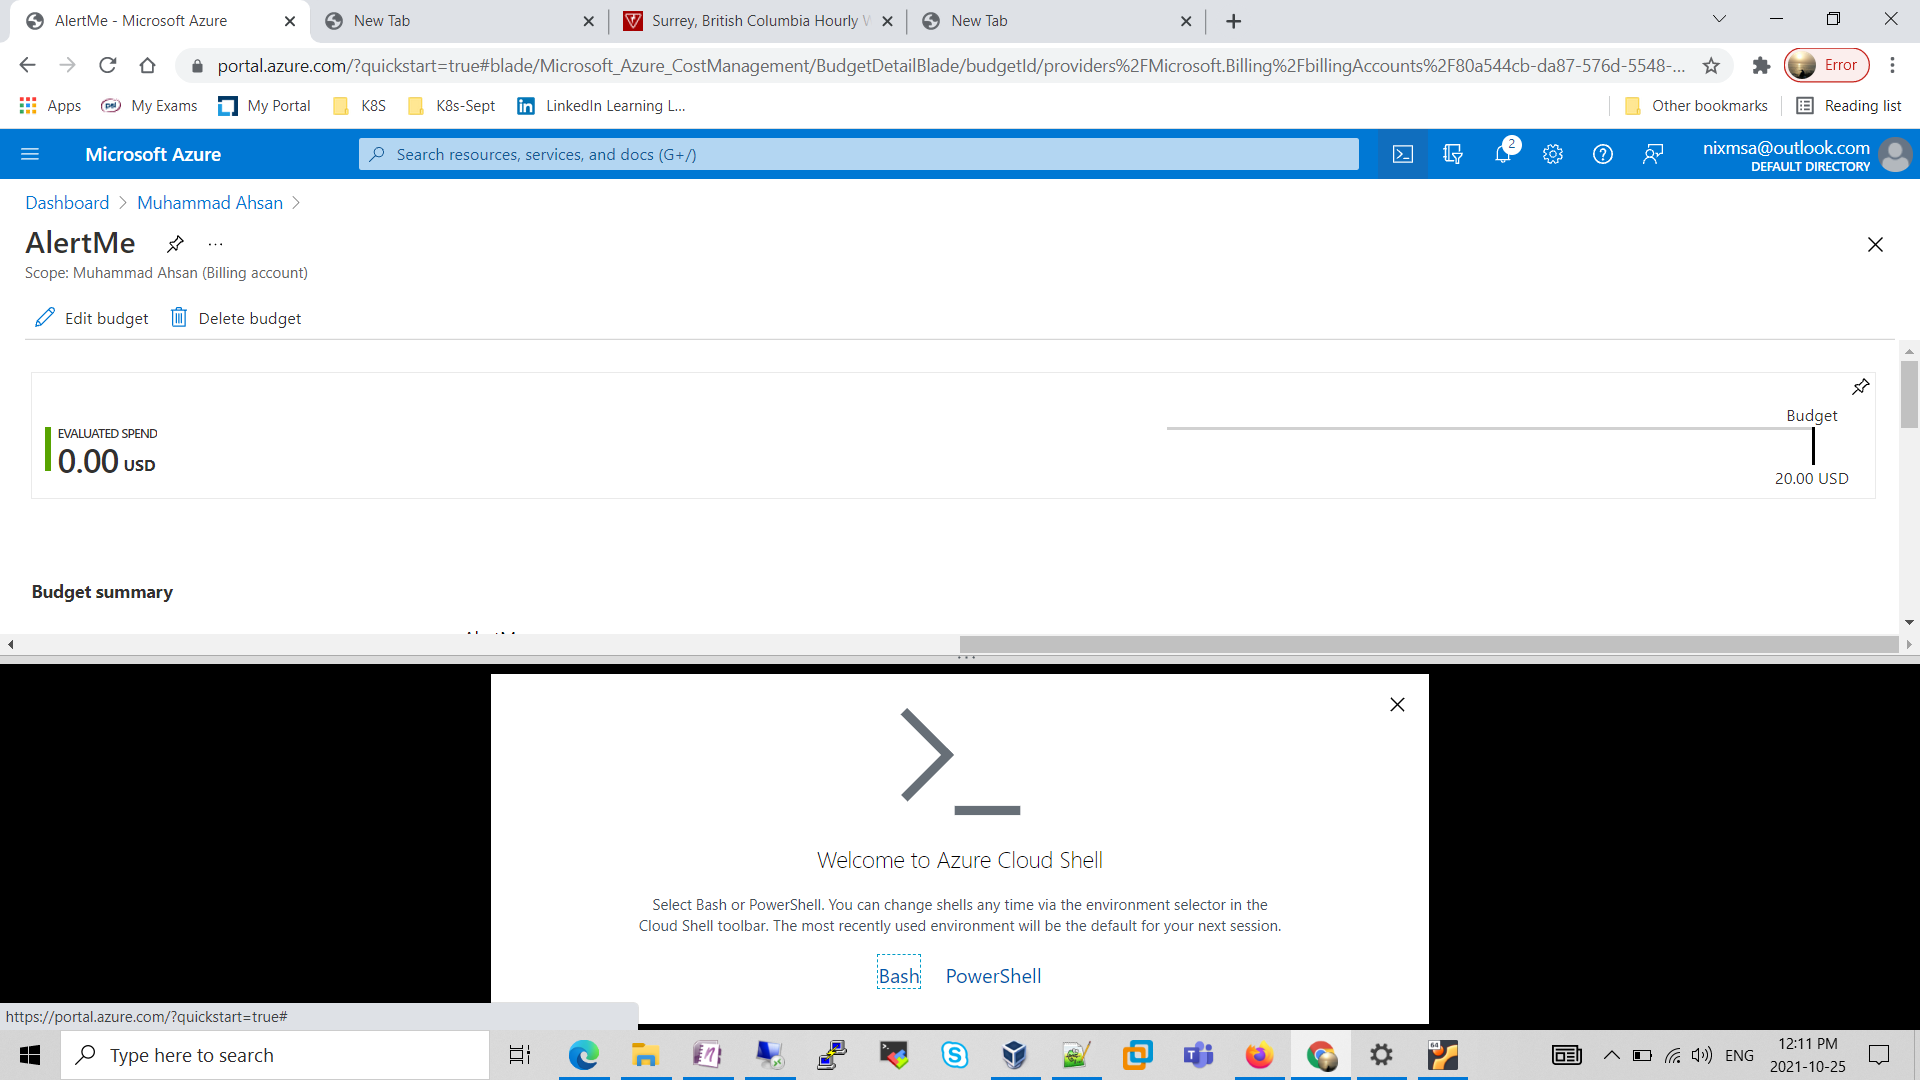 AlertMe - Microsoft Azure
New Tab
Surrey, British Columbia Hourly
New Tab
portal.azure.com/?quickstart=true#blade/Microsoft_Azure_CostManagement/BudgetDetailBlade/budgetId/providers%2FMicrosoft.Billing%2FbillingAccounts%2F80a544cb-da87-576d-5548-...
Error
Apps
psi
My Exams
My Portal
K8S
K8s-Sept
in
LinkedIn Learning L...
Other bookmarks
Reading list
Microsoft Azure
Search resources, services, and docs (G+/)
2
nixmsa@outlook.com
DEFAULT DIRECTORY
Dashboard > Muhammad Ahsan >
AlertMe
...
Scope: Muhammad Ahsan (Billing account)
Edit budget
Delete budget
EVALUATED SPEND
0.00 USD
Budget
20.00 USD
Budget summary
Welcome to Azure Cloud Shell
Select Bash or PowerShell. You can change shells any time via the environment selector in the
Cloud Shell toolbar. The most recently used environment will be the default for your next session.
Bash
PowerShell
https://portal.azure.com/?quickstart=true#
Type here to search
64
ENG
12:11 PM
2021-10-25